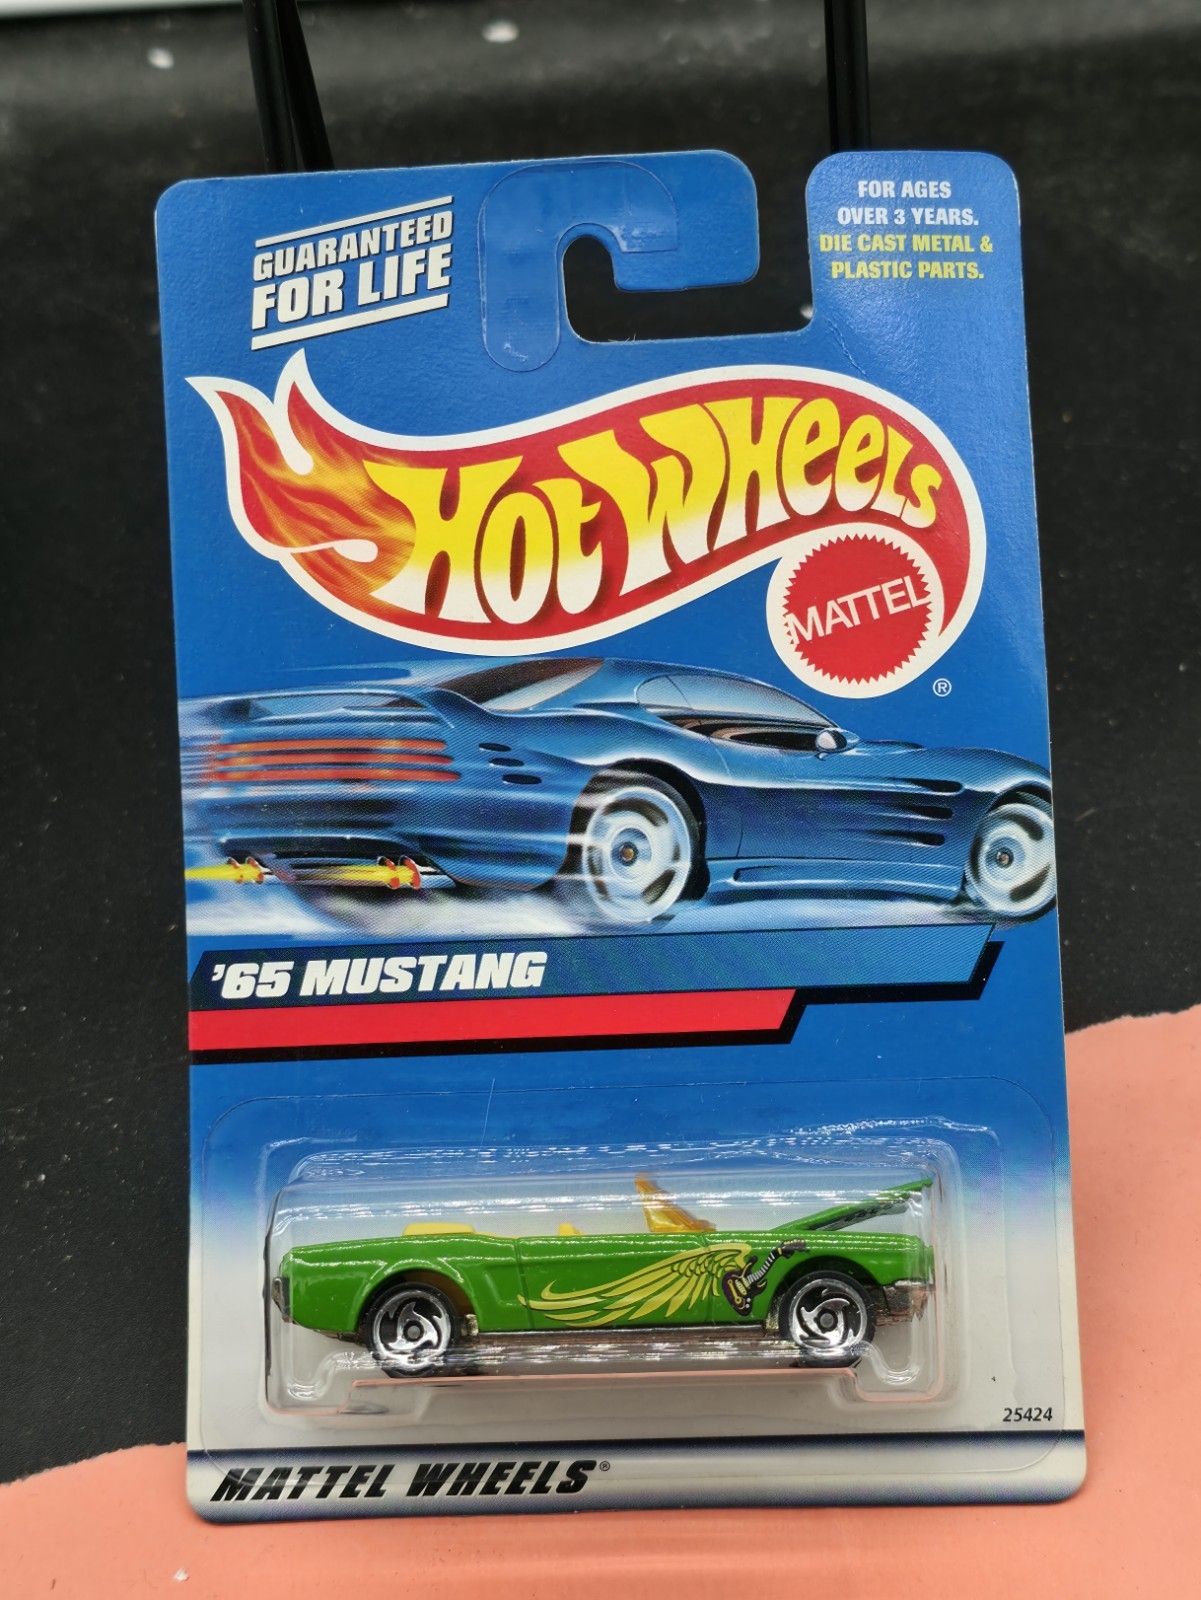 GUARANTEED
FOR LIFE
FOR AGES
OVER 3 YEARS.
DIE CAST METAL &
PLASTIC PARTS.
HOT WHEELS
MATTEL
®
'65 MUSTANG
25424
MATTEL WHEELS®